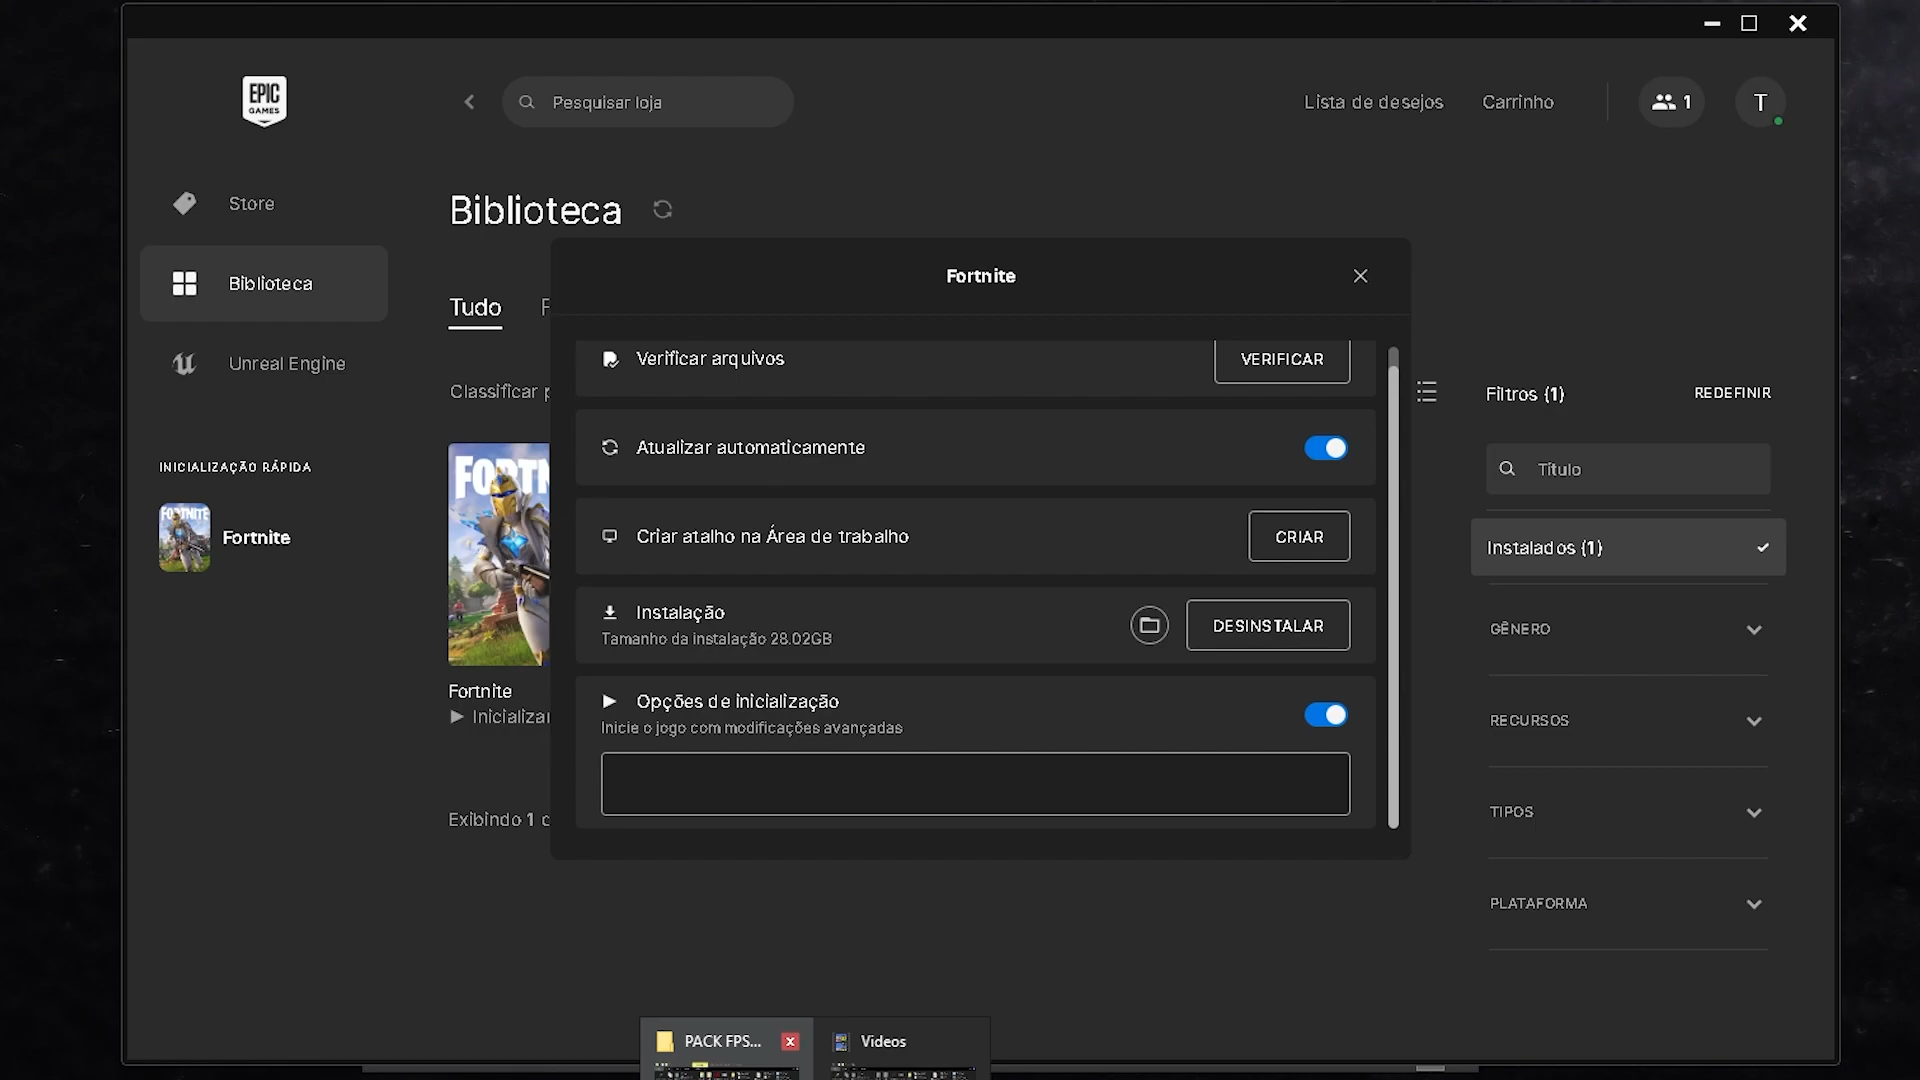 EPIC
GAMES
Pesquisar loja
Lista de desejos
Carrinho
1
T
Store
Biblioteca
Unreal Engine
INICIALIZAÇÃO RÁPIDA
FORTNITE
Fortnite
Biblioteca
Tudo
F
Classificar p
FORTN
Fortnite
Inicializar
Exibindo 1 c
Fortnite
Verificar arquivos
VERIFICAR
Atualizar automaticamente
Criar atalho na Área de trabalho
CRIAR
Instalação
Tamanho da instalação 28.02GB
DESINSTALAR
Opções de inicialização
Inicie o jogo com modificações avançadas
Filtros (1)
REDEFINIR
Título
Instalados (1)
GÊNERO
RECURSOS
TIPOS
PLATAFORMA
PACK FPS...
Videos